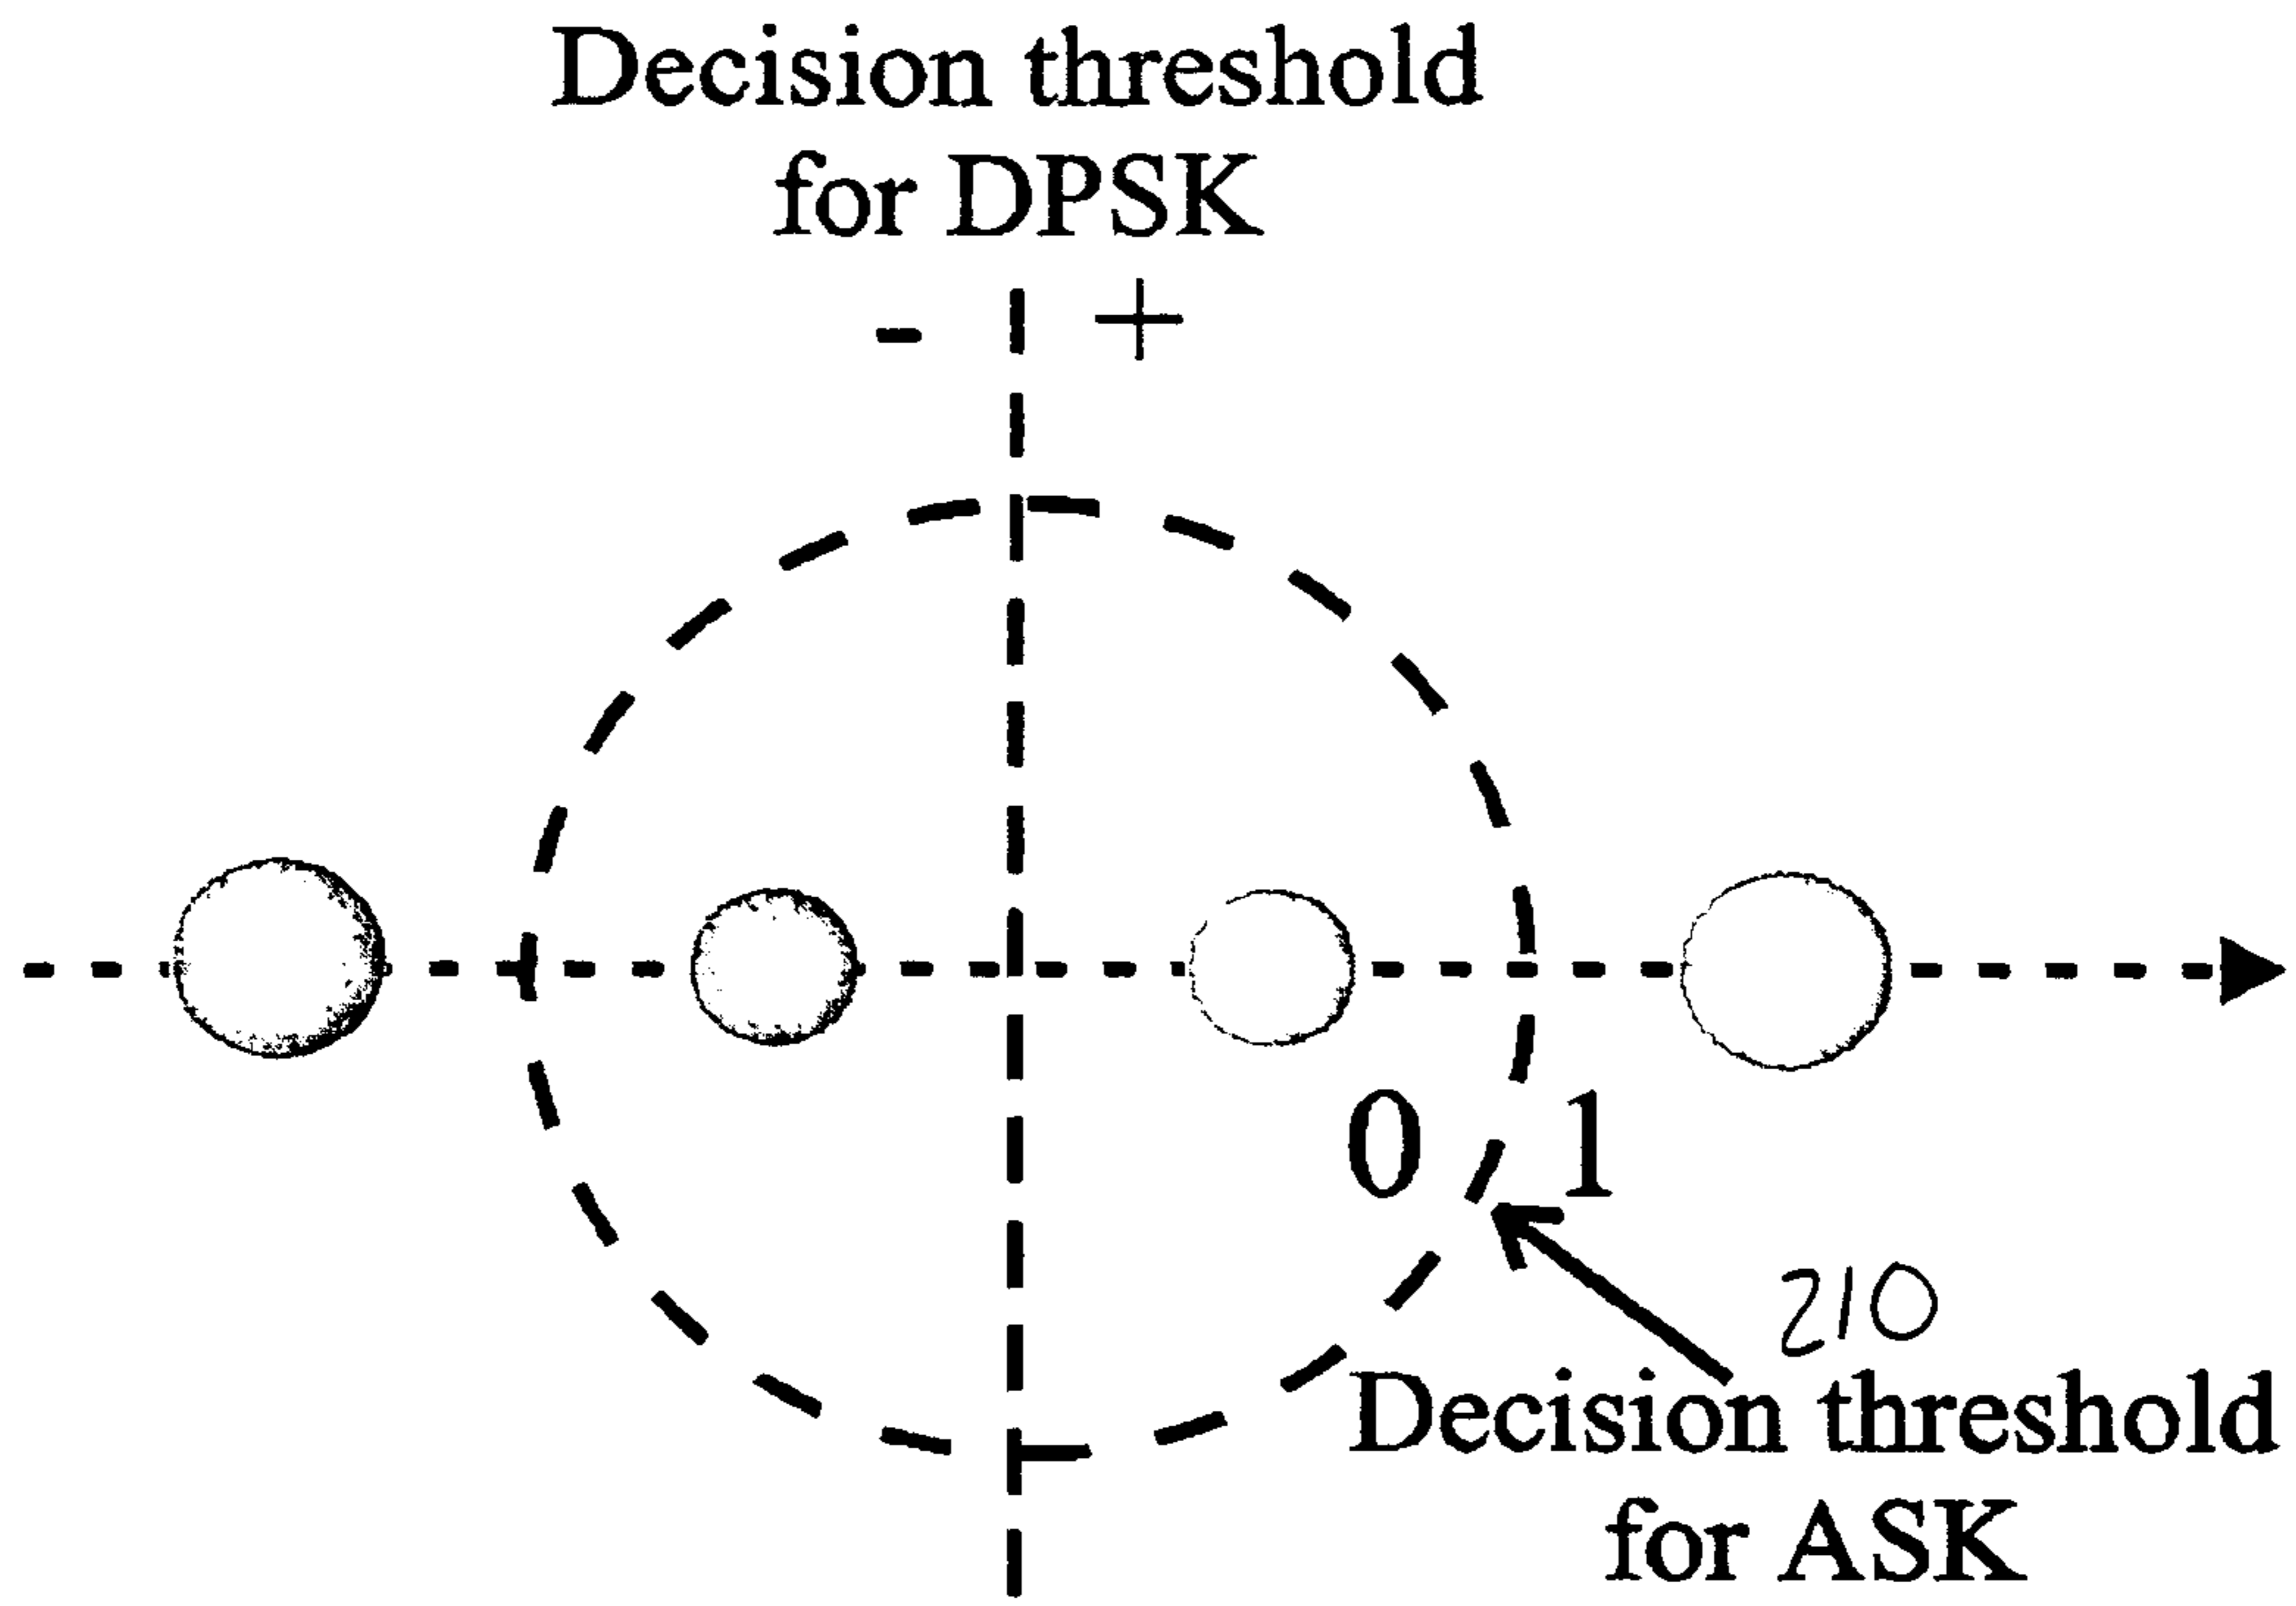 Decision threshold
for DPSK
- +
0 1
210
Decision threshold
for ASK